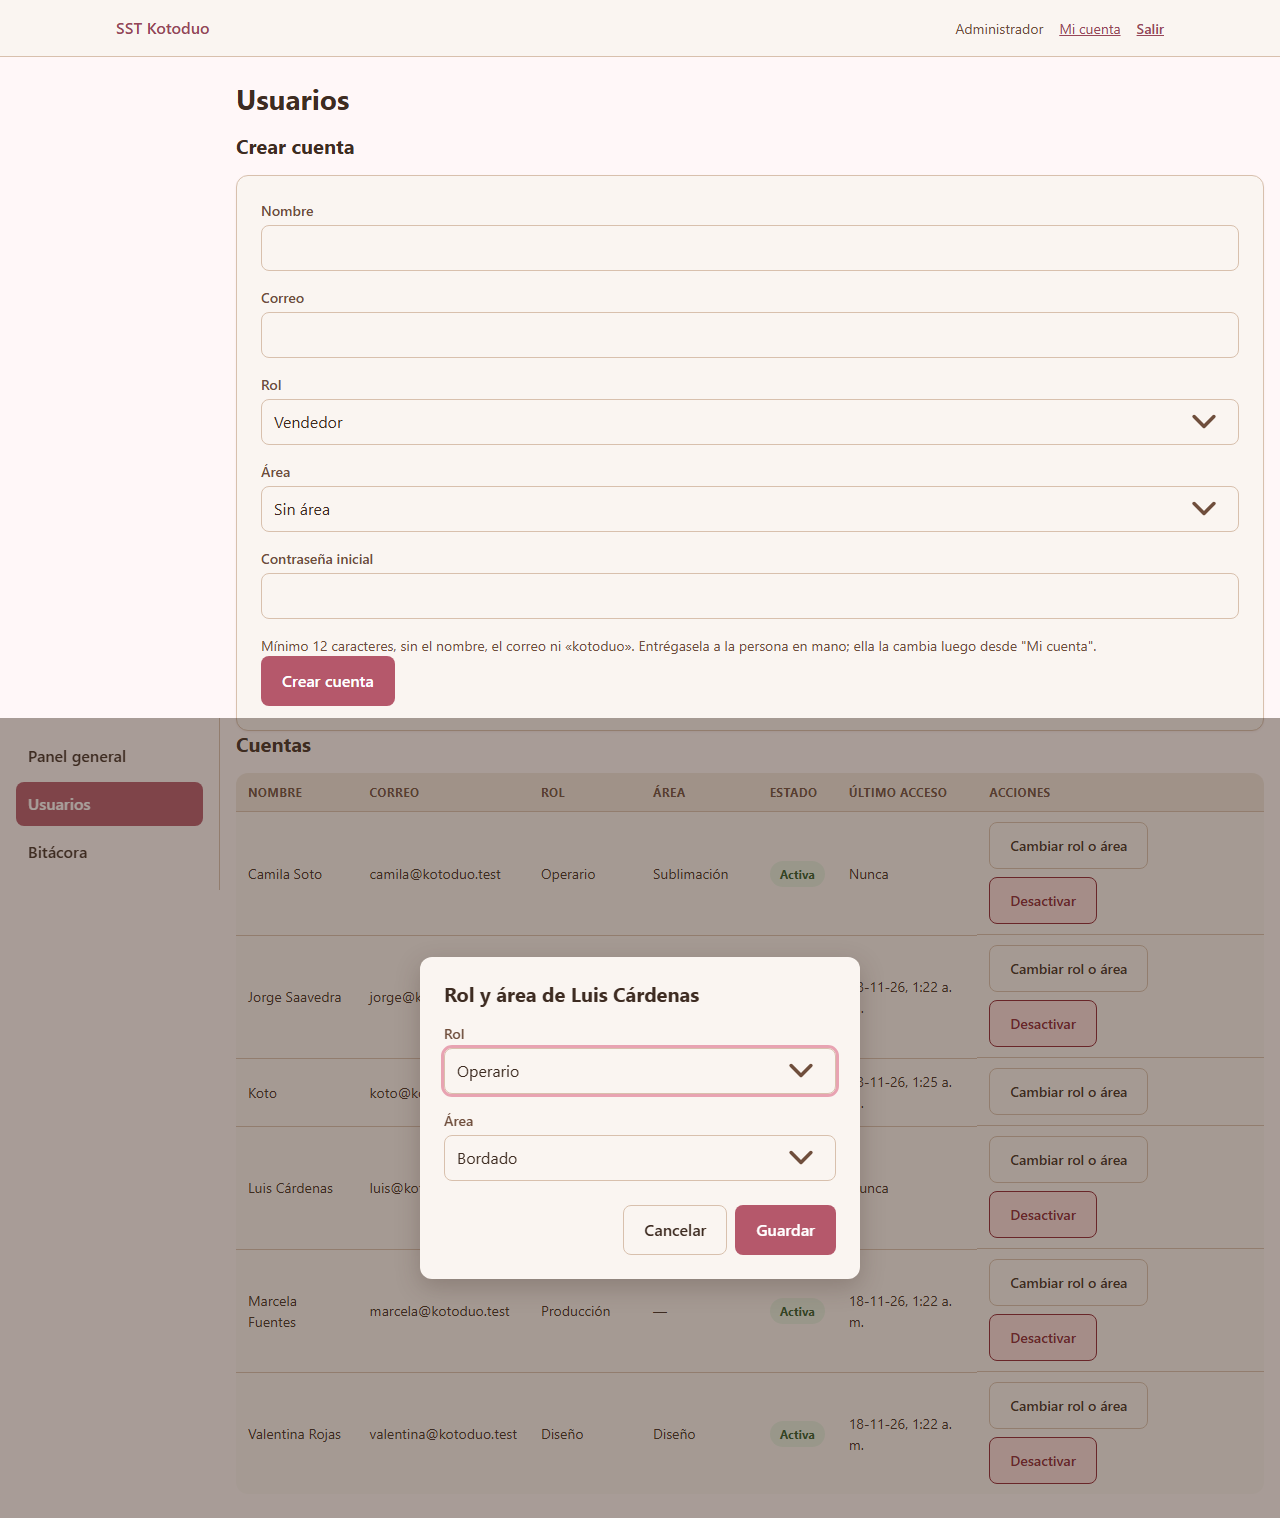 SST Kotoduo
Administrador Mi cuenta Salir
Usuarios
Crear cuenta
Nombre
Correo
Rol
Vendedor
Área
Sin área
Contraseña inicial
Mínimo 12 caracteres, sin el nombre, el correo ni «kotoduo». Entrégasela a la persona en mano; ella la cambia luego desde "Mi cuenta".
Crear cuenta
Panel general
Usuarios
Bitácora
Cuentas
NOMBRE CORREO ROL ÁREA ESTADO ÚLTIMO ACCESO ACCIONES
Camila Soto camila@kotoduo.test Operario Sublimación Activa Nunca
Cambiar rol o área
Desactivar
Jorge Saavedra
Cambiar rol o área
Desactivar
Koto
Cambiar rol o área
Luis Cárdenas
Cambiar rol o área
Desactivar
Marcela
Fuentes
marcela@kotoduo.test Producción — Activa
18-11-26, 1:22 a.
m.
Cambiar rol o área
Desactivar
Valentina Rojas valentina@kotoduo.test Diseño Diseño Activa
18-11-26, 1:22 a.
m.
Cambiar rol o área
Desactivar
Rol y área de Luis Cárdenas
Rol
Operario
Área
Bordado
Cancelar Guardar